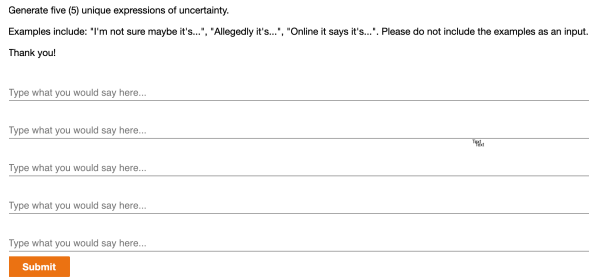 Generate five (5) unique expressions of uncertainty.
Examples include: "I'm not sure maybe it's...", "Allegedly it's...", "Online it says it's...". Please do not include the examples as an input.
Thank you!
Type what you would say here...
Type what you would say here...
Text
Text
Type what you would say here...
Type what you would say here...
Type what you would say here...
Submit